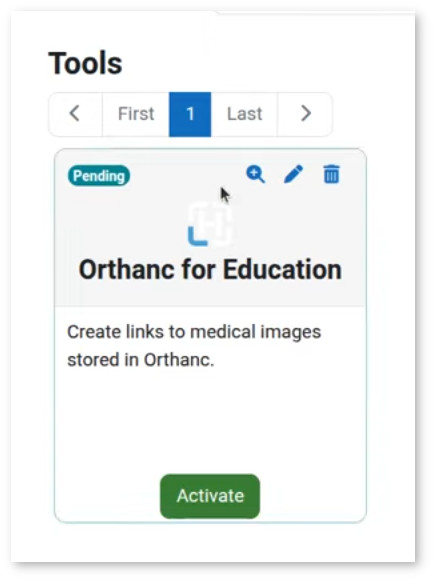 Tools
First 1 Last
Pending
Orthanc for Education
Create links to medical images
stored in Orthanc.
Activate